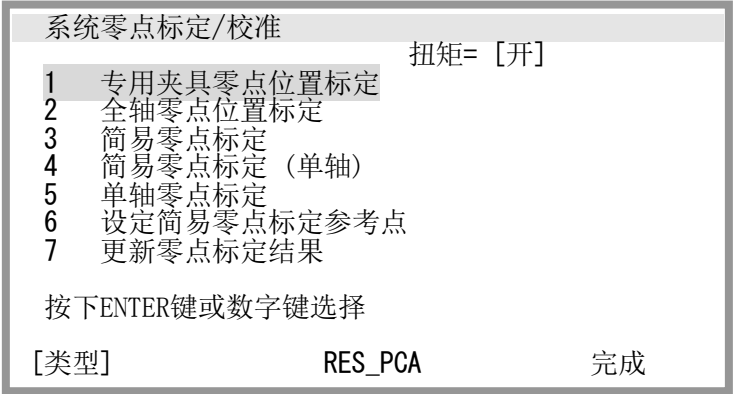 系统零点标定/校准
扭矩= [开]
1 专用夹具零点位置标定
2 全轴零点位置标定
3 简易零点标定
4 简易零点标定 (单轴)
5 单轴零点标定
6 设定简易零点标定参考点
7 更新零点标定结果
按下ENTER键或数字键选择
[类型] RES_PCA 完成